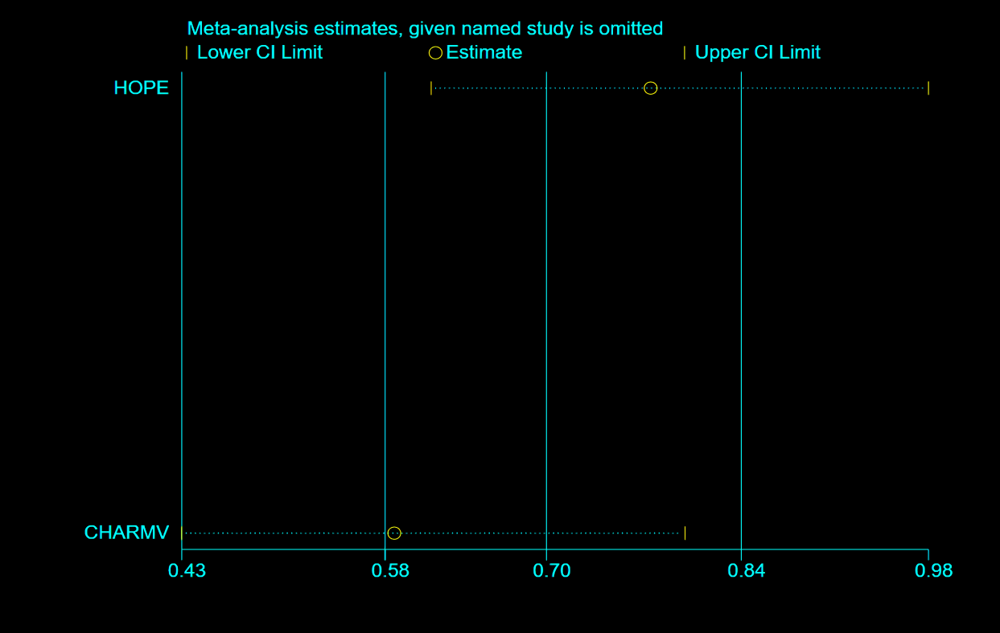 Meta-analysis estimates, given named study is omitted
Lower CI Limit Estimate Upper CI Limit
HOPE
CHARMV
0.43 0.58 0.70 0.84 0.98